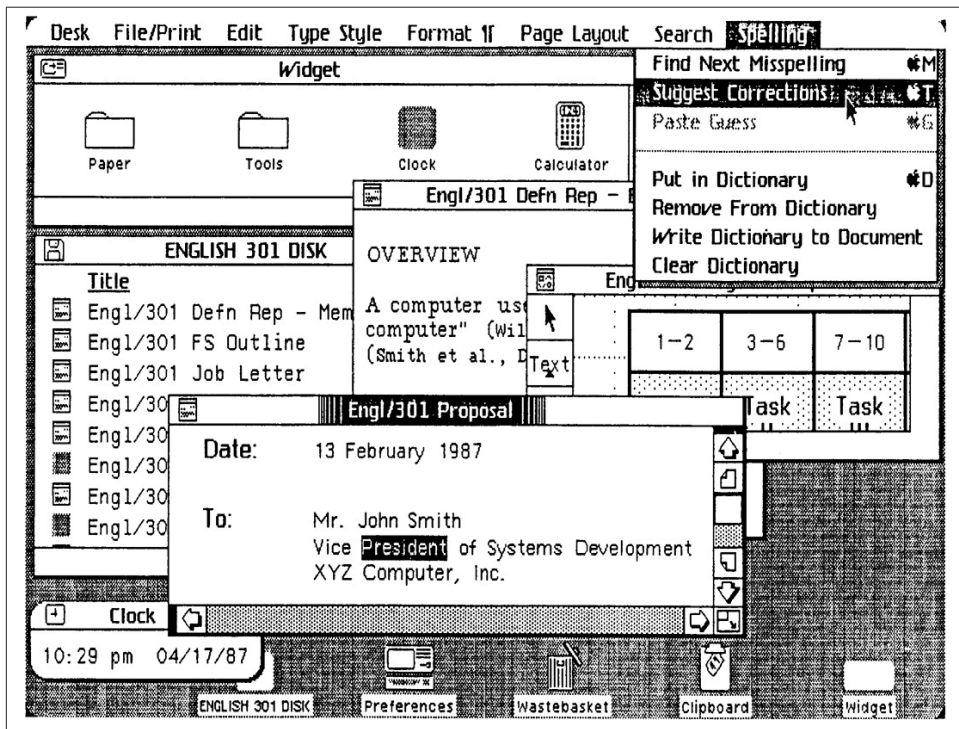 Desk File/Print Edit Type Style Format ¶ Page Layout Search Spelling
Find Next Misspelling M
Suggest Corrections T
Paste Guess G
Put in Dictionary D
Remove From Dictionary
Write Dictionary to Document
Clear Dictionary
Widget
Paper
Tools
Clock
Calculator
Engl/301 Defn Rep –
OVERVIEW
A computer
computer"
(Smith et al.,
ENGLISH 301 DISK
Title
Engl/301 Defn Rep – Mem
Engl/301 FS Outline
Engl/301 Job Letter
Engl/30
Engl/30
Engl/30
Engl/30
Engl/30
Eng
Text
1–2 3–6 7–10
Task Task
Engl/301 Proposal
Date: 13 February 1987
To: Mr. John Smith
Vice President of Systems Development
XYZ Computer, Inc.
Clock
10:29 pm 04/17/87
ENGLISH 301 DISK
Preferences
Wastebasket
Clipboard
Widget